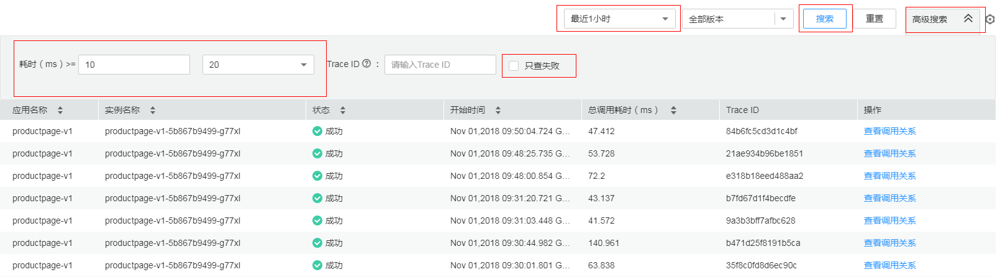 最近1小时 全部版本 搜索 重置 高级搜索
耗时（ms）>= 10 20 Trace ID ? ： 请输入Trace ID 只查失败
应用名称 实例名称 状态 开始时间 总调用耗时（ms） Trace ID 操作
productpage-v1 productpage-v1-5b867b9499-g77xl 成功 Nov 01,2018 09:50:04.724 G... 47.412 84b6fc5cd3d1c4bf 查看调用关系
productpage-v1 productpage-v1-5b867b9499-g77xl 成功 Nov 01,2018 09:48:25.735 G... 53.728 21ae934b96be1851 查看调用关系
productpage-v1 productpage-v1-5b867b9499-g77xl 成功 Nov 01,2018 09:48:00.854 G... 72.2 e318b18eed488aa2 查看调用关系
productpage-v1 productpage-v1-5b867b9499-g77xl 成功 Nov 01,2018 09:31:20.721 G... 43.137 b7fd67d1f4becdfe 查看调用关系
productpage-v1 productpage-v1-5b867b9499-g77xl 成功 Nov 01,2018 09:31:03.448 G... 41.572 9a3b3bff7afbc628 查看调用关系
productpage-v1 productpage-v1-5b867b9499-g77xl 成功 Nov 01,2018 09:30:44.982 G... 140.961 b471d25f8191b5ca 查看调用关系
productpage-v1 productpage-v1-5b867b9499-g77xl 成功 Nov 01,2018 09:30:01.801 G... 63.838 35f8c0fd8d6ec90c 查看调用关系